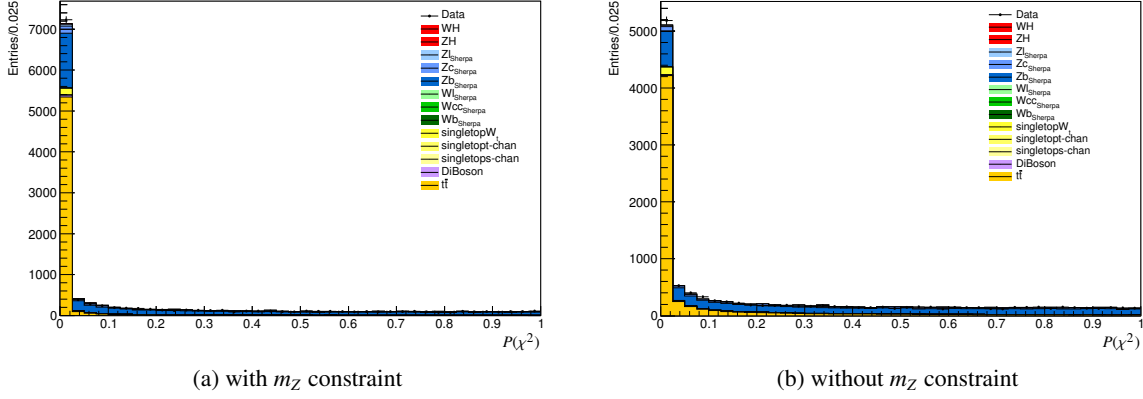 Entries/0.025
7000
6000
5000
4000
3000
2000
1000
0
Data
WH
ZH
Zl_Sherpa
Zc_Sherpa
Zb_Sherpa
Wl_Sherpa
Wcc_Sherpa
Wb_Sherpa
singletopW_t
singletopt-chan
singletops-chan
DiBoson
tt̄
0 0.1 0.2 0.3 0.4 0.5 0.6 0.7 0.8 0.9 1
P(χ²)
(a) with m_Z constraint
Entries/0.025
5000
4000
3000
2000
1000
0
Data
WH
ZH
Zl_Sherpa
Zc_Sherpa
Zb_Sherpa
Wl_Sherpa
Wcc_Sherpa
Wb_Sherpa
singletopW_t
singletopt-chan
singletops-chan
DiBoson
tt̄
0 0.1 0.2 0.3 0.4 0.5 0.6 0.7 0.8 0.9 1
P(χ²)
(b) without m_Z constraint